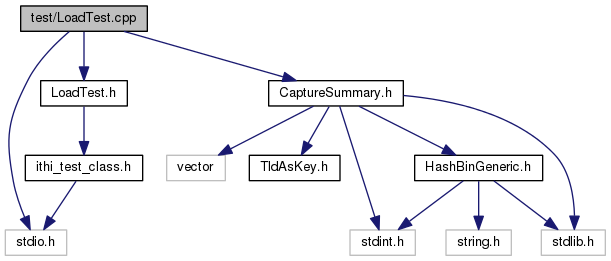 test/LoadTest.cpp
LoadTest.h
CaptureSummary.h
ithi_test_class.h
vector
TldAsKey.h
HashBinGeneric.h
stdio.h
stdint.h
string.h
stdlib.h